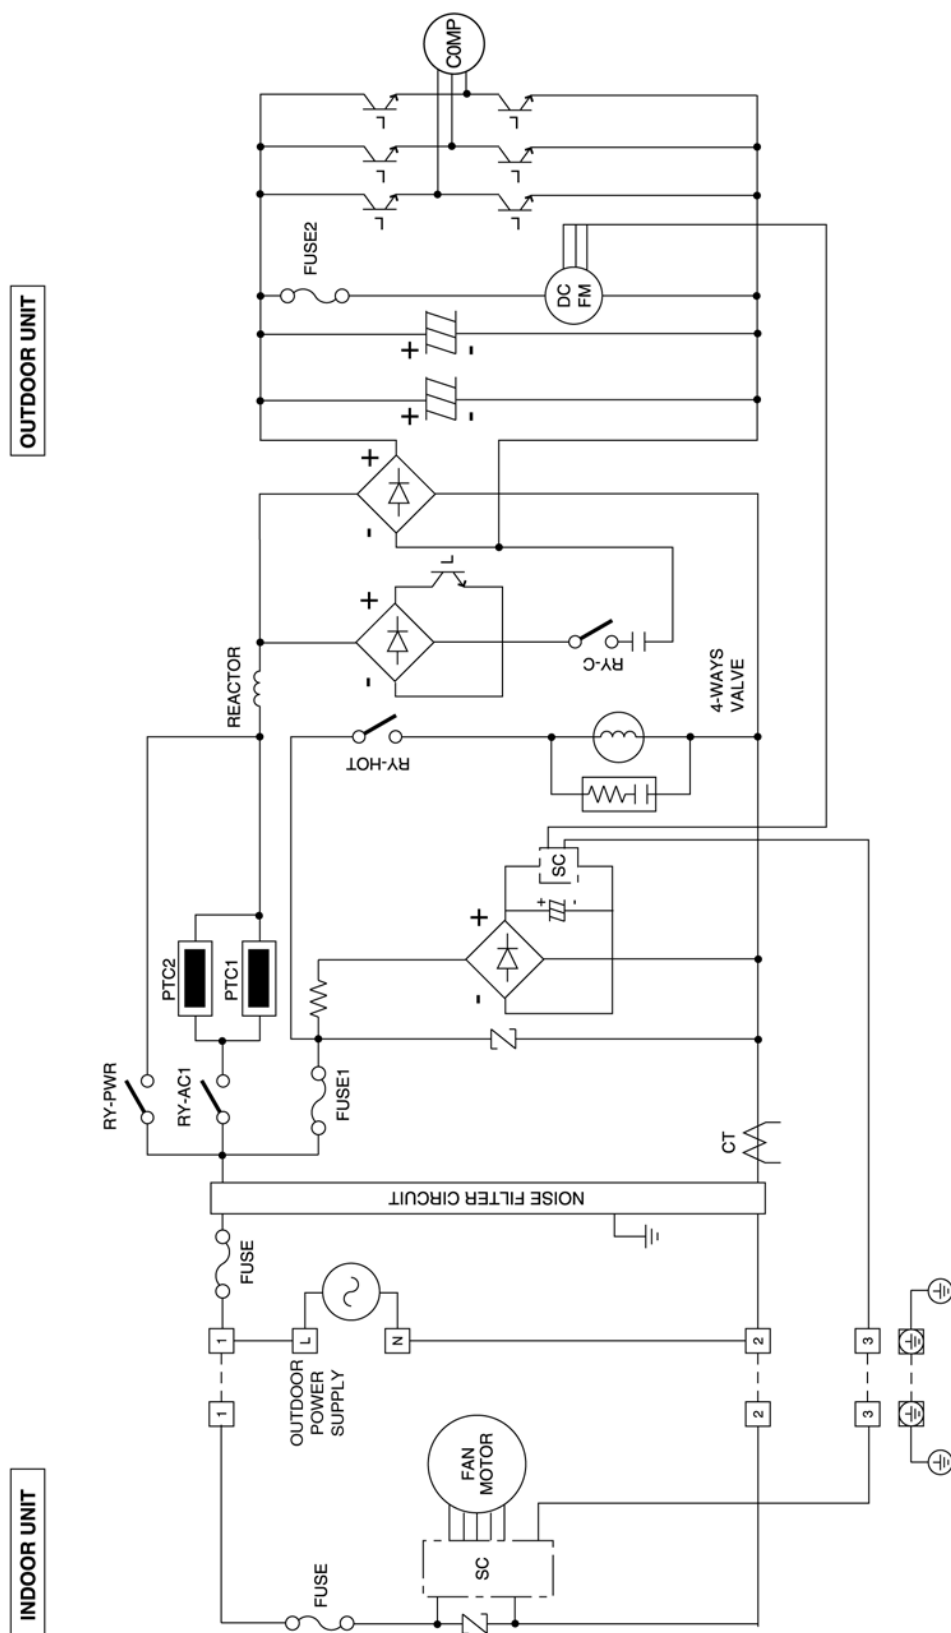 OUTDOOR UNIT
INDOOR UNIT
COMP
FUSE2
DC
FM
+
-
+
-
+
-
+
-
REACTOR
RY-C
4-WAYS
VALVE
RY-HOT
SC
+
-
+
-
PTC2
PTC1
RY-PWR
RY-AC1
FUSE1
CT
NOISE FILTER CIRCUIT
FUSE
1
L
N
2
3
OUTDOOR
POWER
SUPPLY
1
2
3
FAN
MOTOR
SC
FUSE